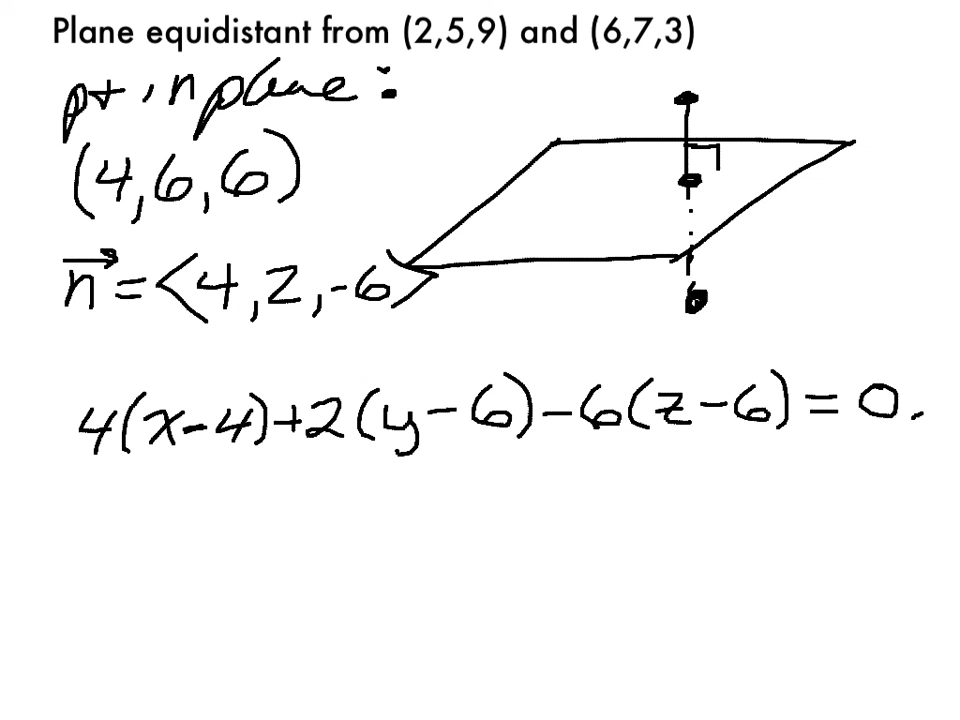 Plane equidistant from (2,5,9) and (6,7,3)
pt in plane:
(4,6,6)
n⃗ = <4,2,-6>
4(x-4)+2(y-6)-6(z-6)=0.